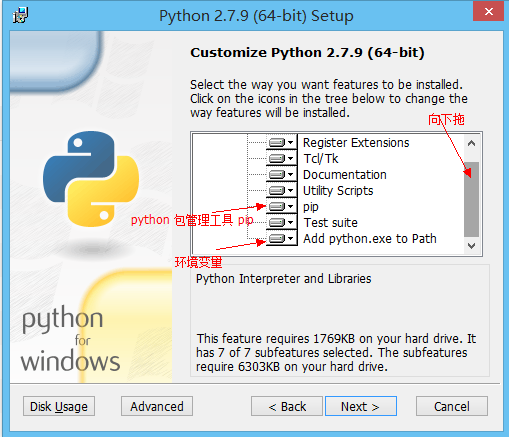 Python 2.7.9 (64-bit) Setup
Customize Python 2.7.9 (64-bit)
Select the way you want features to be installed.
Click on the icons in the tree below to change the
way features will be installed.
向下拖
Register Extensions
Tcl/Tk
Documentation
Utility Scripts
pip
python 包管理工具 pip
Test suite
Add python.exe to Path
环境变量
Python Interpreter and Libraries
This feature requires 1769KB on your hard drive. It
has 7 of 7 subfeatures selected. The subfeatures
require 6303KB on your hard drive.
python
for
windows
Disk Usage
Advanced
< Back
Next >
Cancel